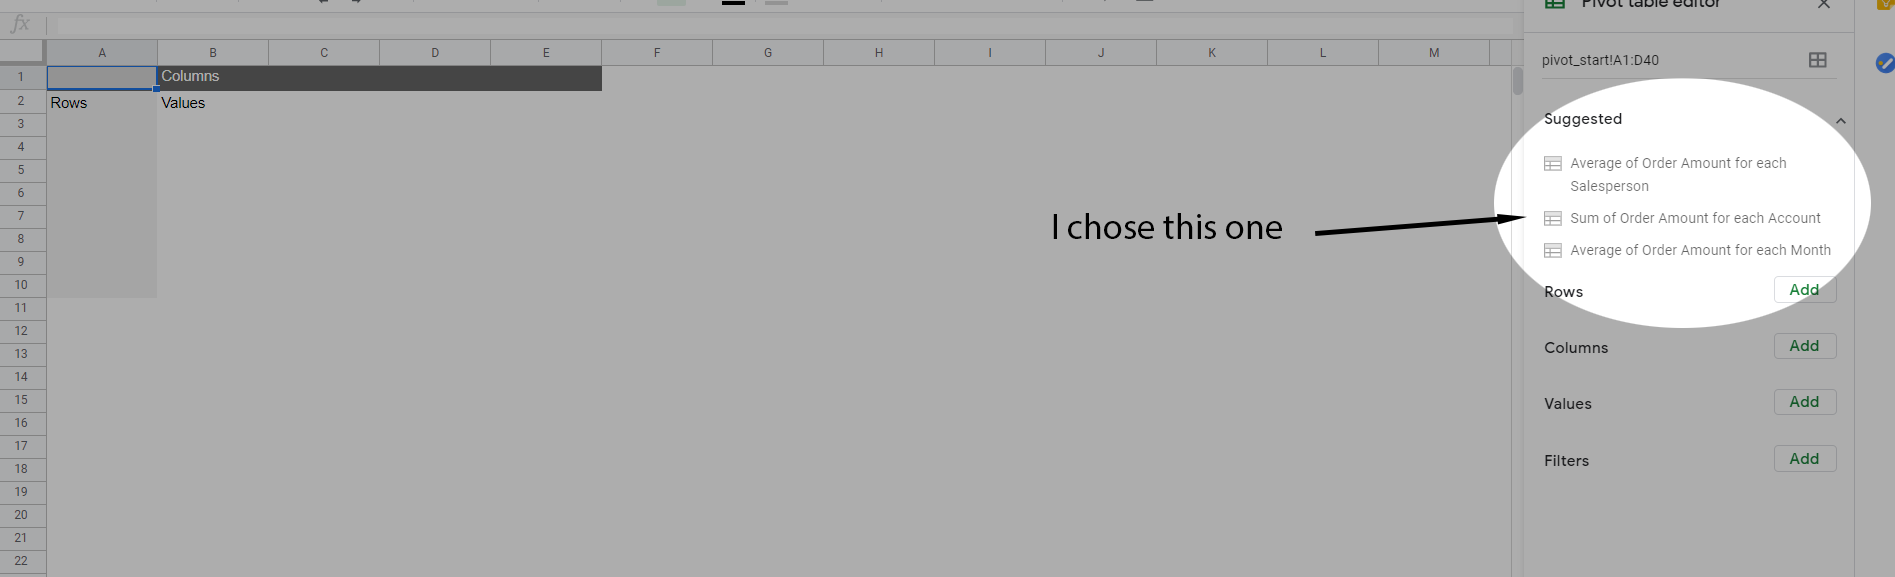 Pivot table editor
fx
A B C D E F G H I J K L M
pivot_start!A1:D40
1 Columns
2 Rows Values
3
4
5
6
7
8
9
10
11
12
13
14
15
16
17
18
19
20
21
22
Suggested
Average of Order Amount for each
Salesperson
Sum of Order Amount for each Account
Average of Order Amount for each Month
I chose this one
Rows Add
Columns Add
Values Add
Filters Add